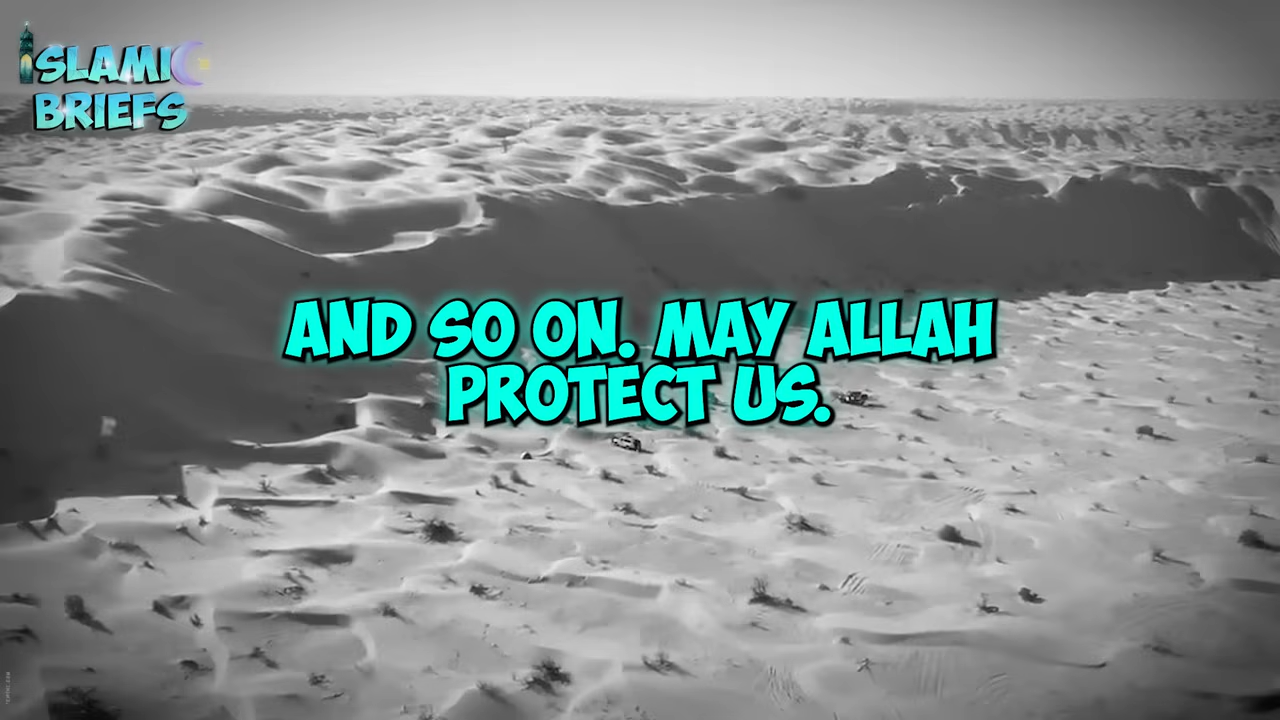 ISLAMIC
BRIEFS
AND SO ON. MAY ALLAH
PROTECT US.